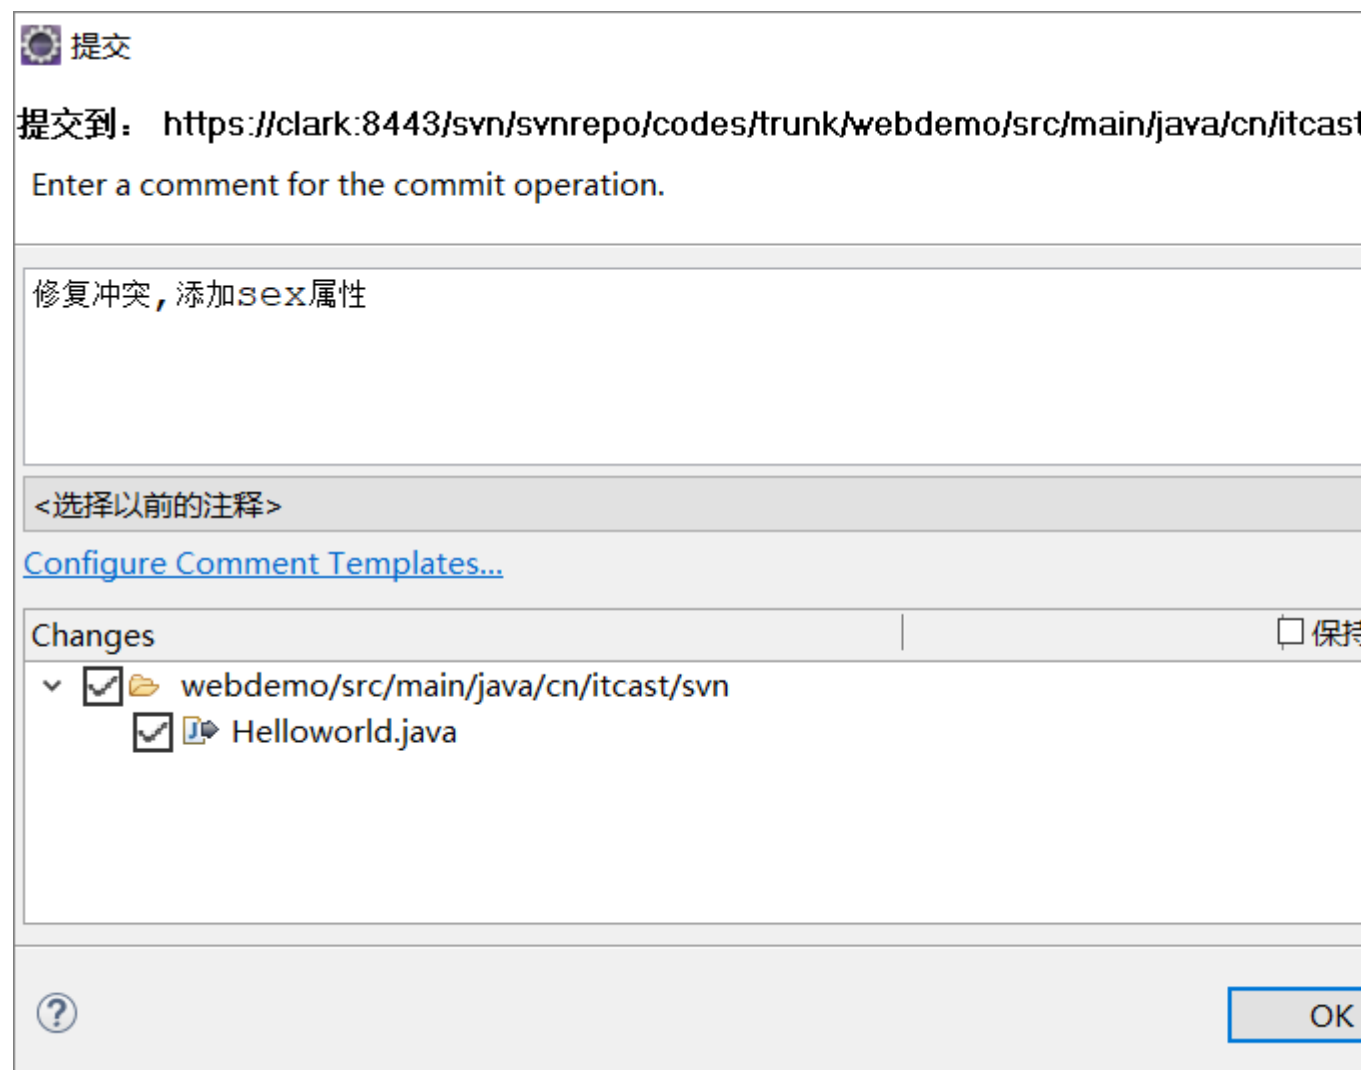 提交
提交到： https://clark:8443/svn/svnrepo/codes/trunk/webdemo/src/main/java/cn/itcast
Enter a comment for the commit operation.
修复冲突,添加sex属性
<选择以前的注释>
Configure Comment Templates...
Changes
保持
webdemo/src/main/java/cn/itcast/svn
Helloworld.java
OK